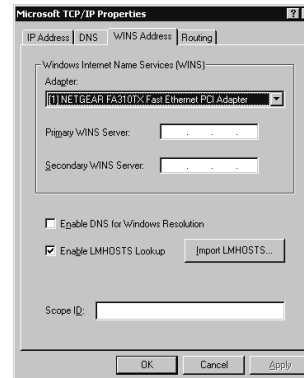 Microsoft TCP/IP Properties
IP Address DNS WINS Address Routing
Windows Internet Name Services (WINS)
Adapter:
[1] NETGEAR FA310TX Fast Ethernet PCI Adapter
Primary WINS Server:
Secondary WINS Server:
Enable DNS for Windows Resolution
Enable LMHOSTS Lookup Import LMHOSTS...
Scope ID:
OK Cancel Apply